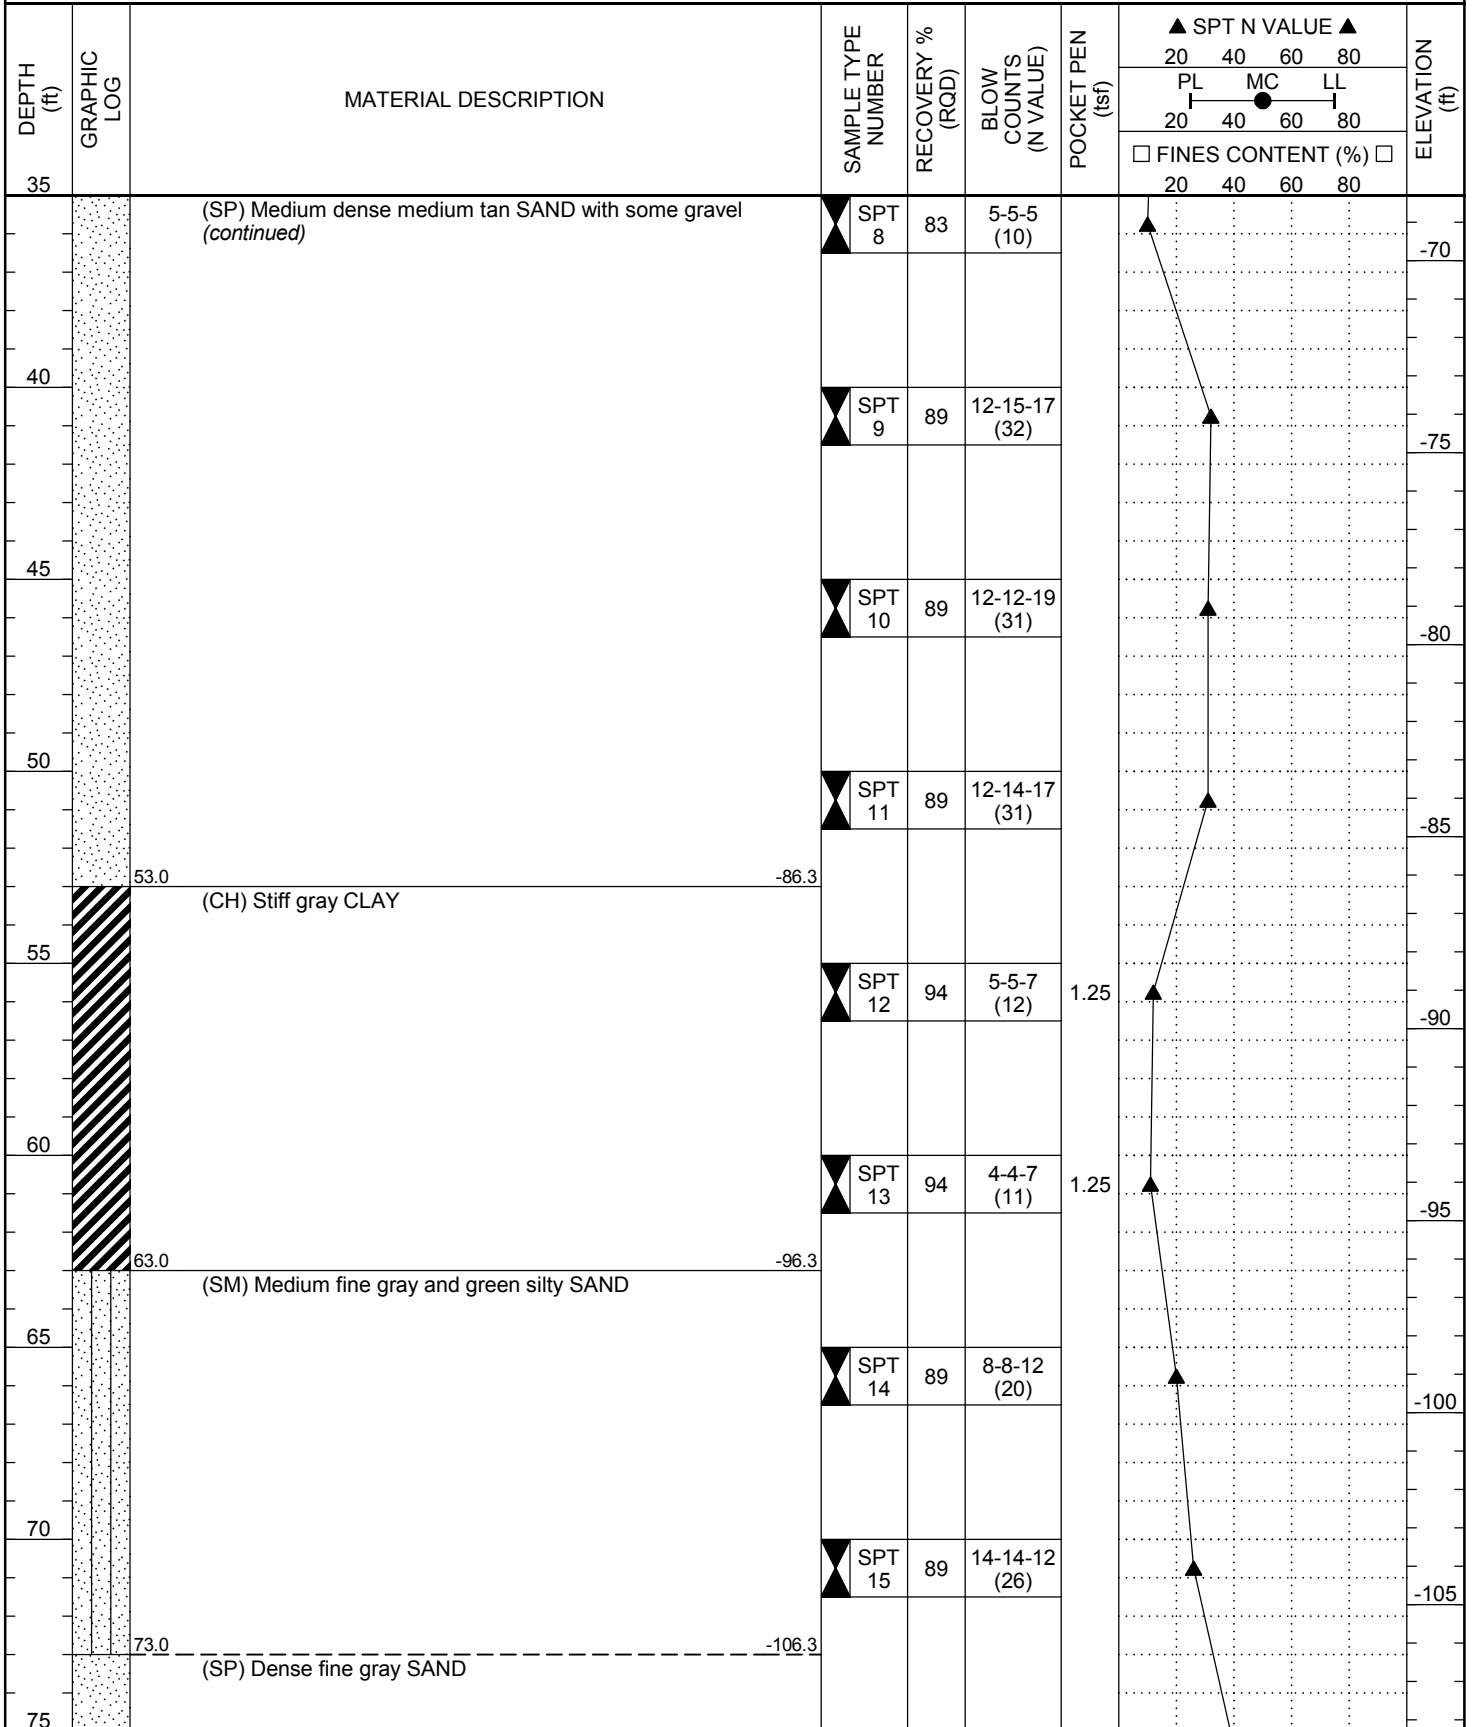 DEPTH
(ft)
GRAPHIC
LOG
MATERIAL DESCRIPTION
SAMPLE TYPE
NUMBER
RECOVERY %
(RQD)
BLOW
COUNTS
(N VALUE)
POCKET PEN
(tsf)
▲ SPT N VALUE ▲
20 40 60 80
PL MC LL
20 40 60 80
□ FINES CONTENT (%) □
20 40 60 80
ELEVATION
(ft)
35
(SP) Medium dense medium tan SAND with some gravel
(continued)
SPT
8
83
5-5-5
(10)
-70
40
SPT
9
89
12-15-17
(32)
-75
45
SPT
10
89
12-12-19
(31)
-80
50
SPT
11
89
12-14-17
(31)
-85
53.0 -86.3
(CH) Stiff gray CLAY
55
SPT
12
94
5-5-7
(12)
1.25
-90
60
SPT
13
94
4-4-7
(11)
1.25
-95
63.0 -96.3
(SM) Medium fine gray and green silty SAND
65
SPT
14
89
8-8-12
(20)
-100
70
SPT
15
89
14-14-12
(26)
-105
73.0 -106.3
(SP) Dense fine gray SAND
75